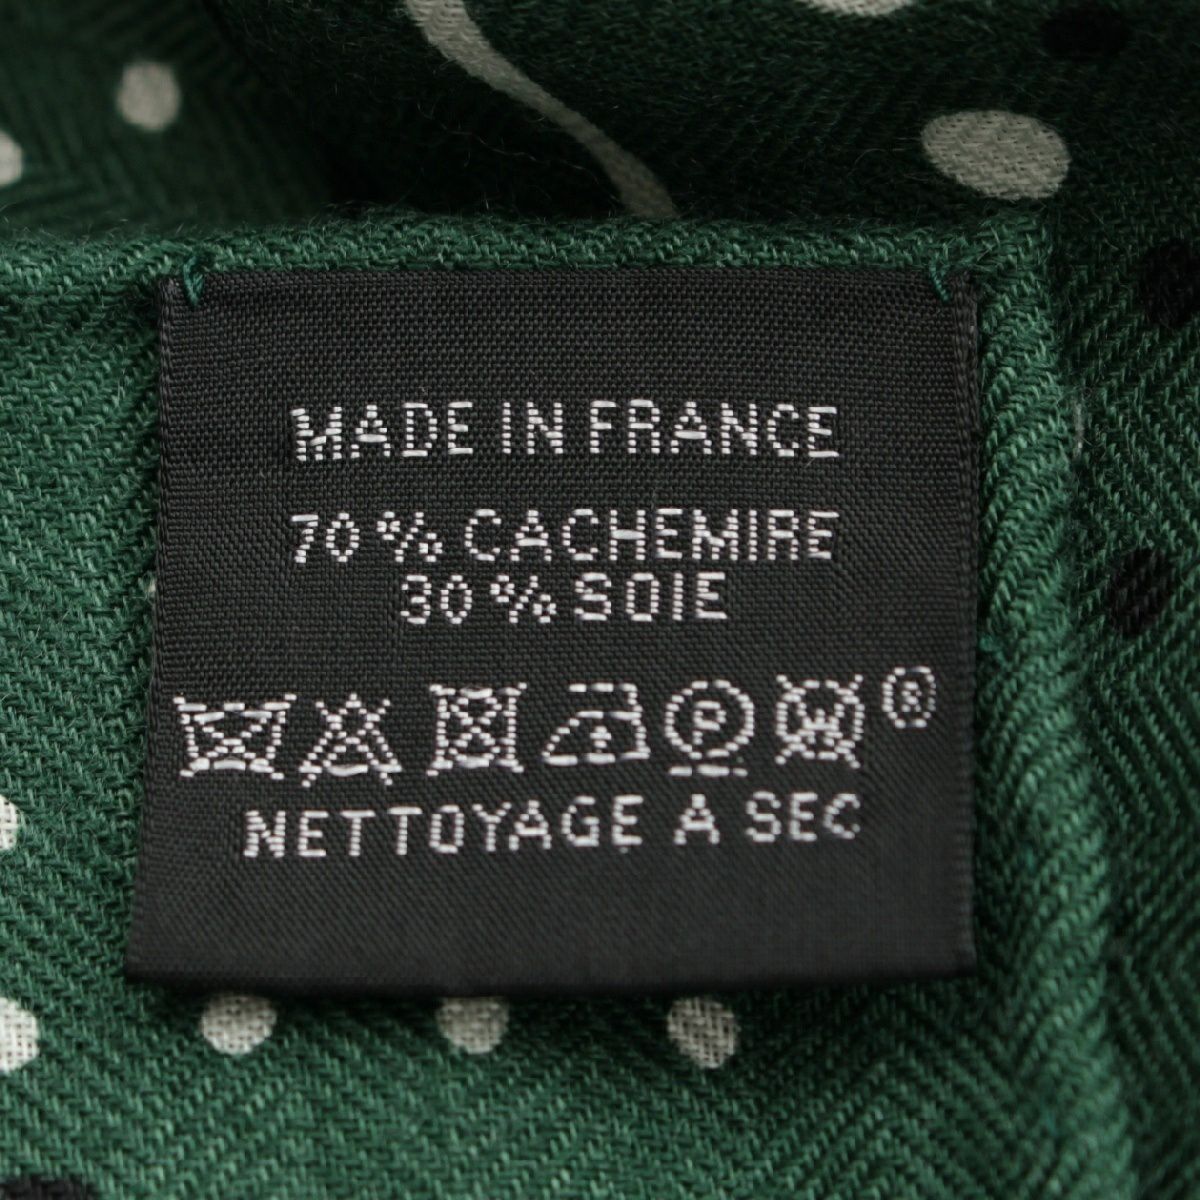 MADE IN FRANCE
70 % CACHEMIRE
30 % SOIE
P W ®
NETTOYAGE A SEC